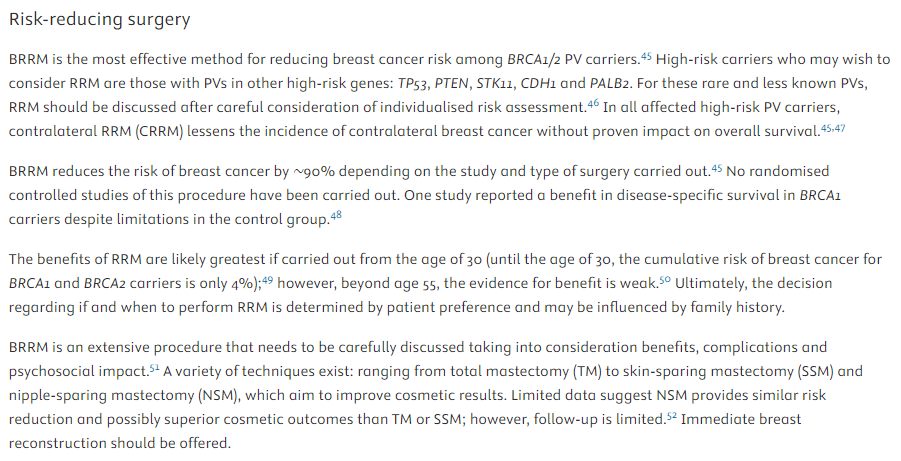 Risk-reducing surgery
BRRM is the most effective method for reducing breast cancer risk among BRCA1/2 PV carriers.45 High-risk carriers who may wish to
consider RRM are those with PVs in other high-risk genes: TP53, PTEN, STK11, CDH1 and PALB2. For these rare and less known PVs,
RRM should be discussed after careful consideration of individualised risk assessment.46 In all affected high-risk PV carriers,
contralateral RRM (CRRM) lessens the incidence of contralateral breast cancer without proven impact on overall survival.45,47
BRRM reduces the risk of breast cancer by ~90% depending on the study and type of surgery carried out.45 No randomised
controlled studies of this procedure have been carried out. One study reported a benefit in disease-specific survival in BRCA1
carriers despite limitations in the control group.48
The benefits of RRM are likely greatest if carried out from the age of 30 (until the age of 30, the cumulative risk of breast cancer for
BRCA1 and BRCA2 carriers is only 4%);49 however, beyond age 55, the evidence for benefit is weak.50 Ultimately, the decision
regarding if and when to perform RRM is determined by patient preference and may be influenced by family history.
BRRM is an extensive procedure that needs to be carefully discussed taking into consideration benefits, complications and
psychosocial impact.51 A variety of techniques exist: ranging from total mastectomy (TM) to skin-sparing mastectomy (SSM) and
nipple-sparing mastectomy (NSM), which aim to improve cosmetic results. Limited data suggest NSM provides similar risk
reduction and possibly superior cosmetic outcomes than TM or SSM; however, follow-up is limited.52 Immediate breast
reconstruction should be offered.